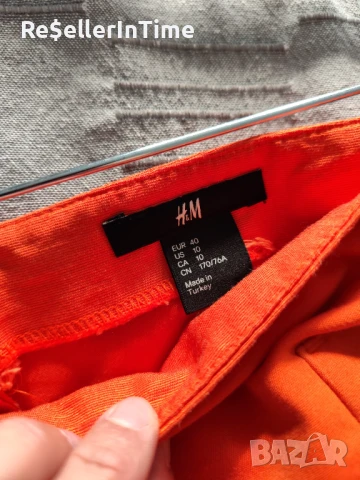 Re$ellerInTime
H&M
EUR 40
US 10
CA 10
CN 170/76A
Made in
Turkey
BAZAR